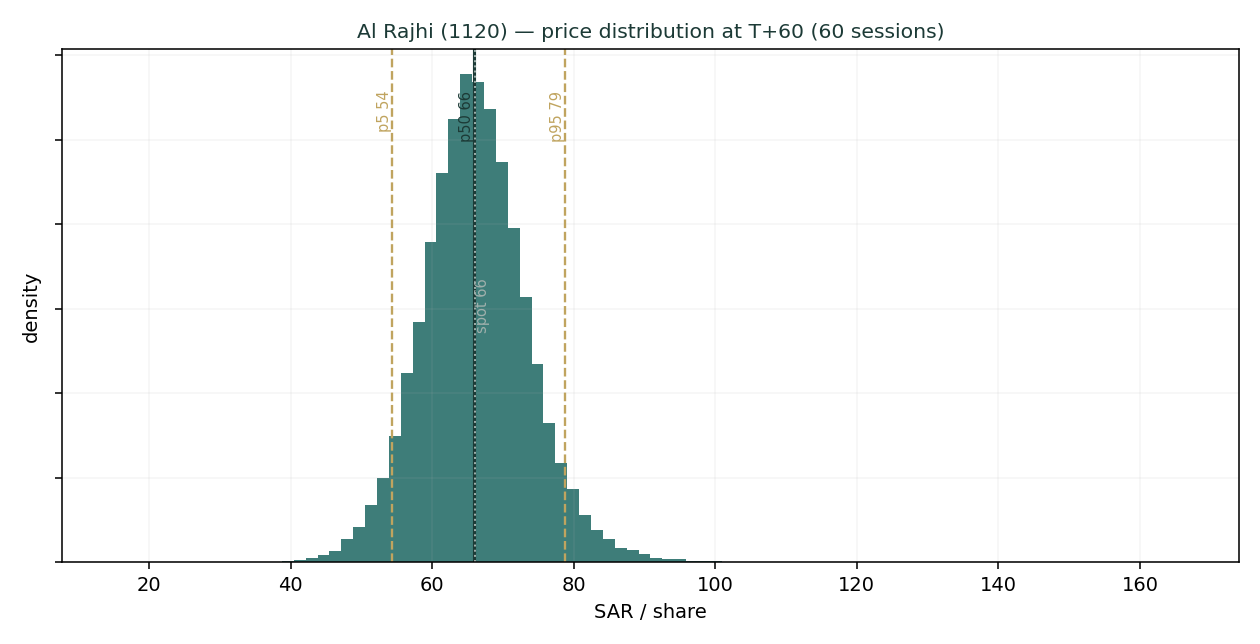 Al Rajhi (1120) — price distribution at T+60 (60 sessions)
p5 54
p50 66
p95 79
spot 66
density
20 40 60 80 100 120 140 160
SAR / share